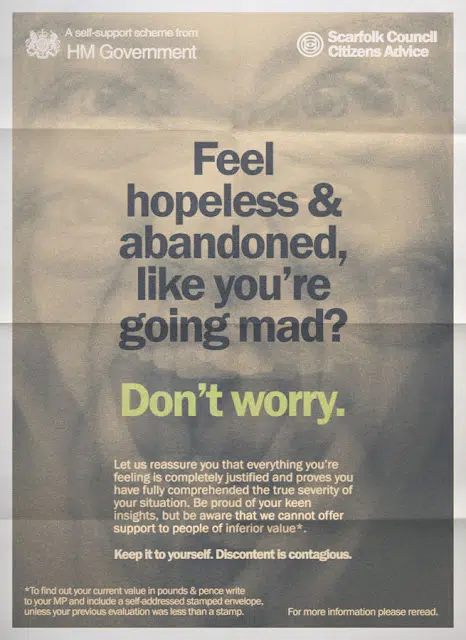 A self-support scheme from
HM Government
Scarfolk Council
Citizens Advice
Feel
hopeless &
abandoned,
like you're
going mad?
Don't worry.
Let us reassure you that everything you're
feeling is completely justified and proves you
have fully comprehended the true severity of
your situation. Be proud of your keen
insights, but be aware that we cannot offer
support to people of inferior value*.
Keep it to yourself. Discontent is contagious.
*To find out your current value in pounds & pence write
to your MP and include a self-addressed stamped envelope,
unless your previous evaluation was less than a stamp.
For more information please reread.